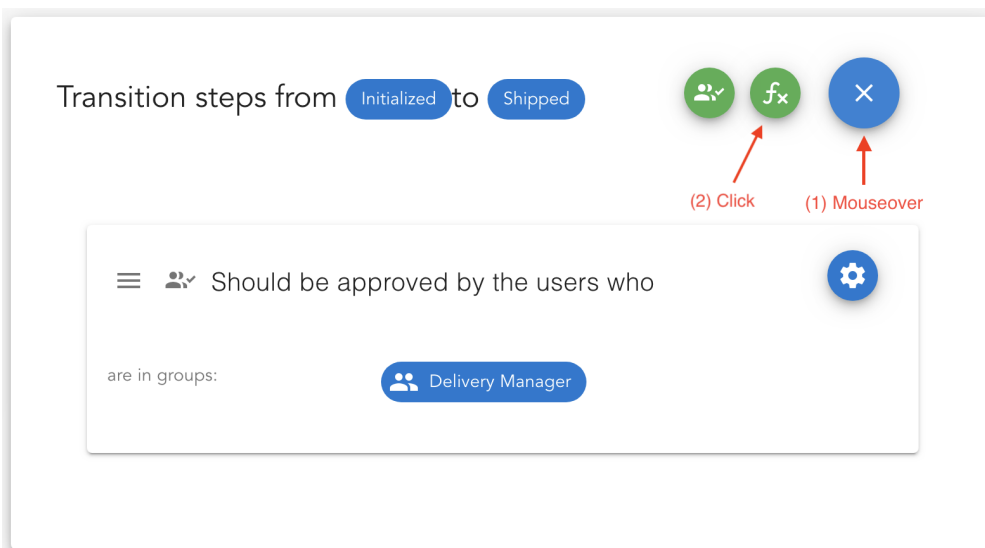 Transition steps from Initialized to Shipped
fx
(2) Click
(1) Mouseover
Should be approved by the users who
are in groups:
Delivery Manager